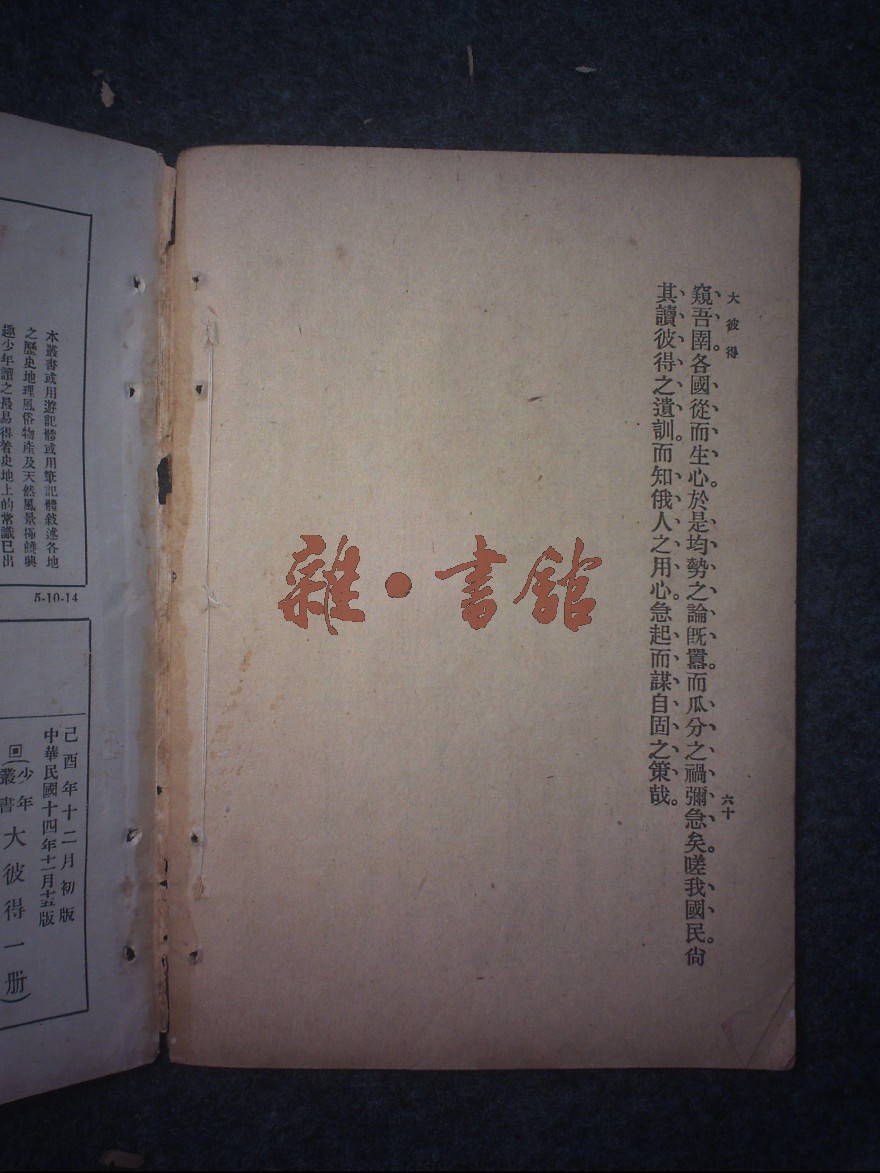 大彼得
六十
窺吾圉各國從而生心於是均勢之論既囂而瓜分之禍彌急矣嗟我國民尙
其讀彼得之遺訓而知俄人之用心急起而謀自固之策哉。
雜·書館
本叢書或用遊記體或用筆記體敘述各地
之歷史地理風俗物產及天然風景極饒興
趣少年讀之最易得着史地上的常識已出
5-10-14
己酉年十二月初版
中華民國十四年十一月十五版
(少年叢書)大彼得一册)